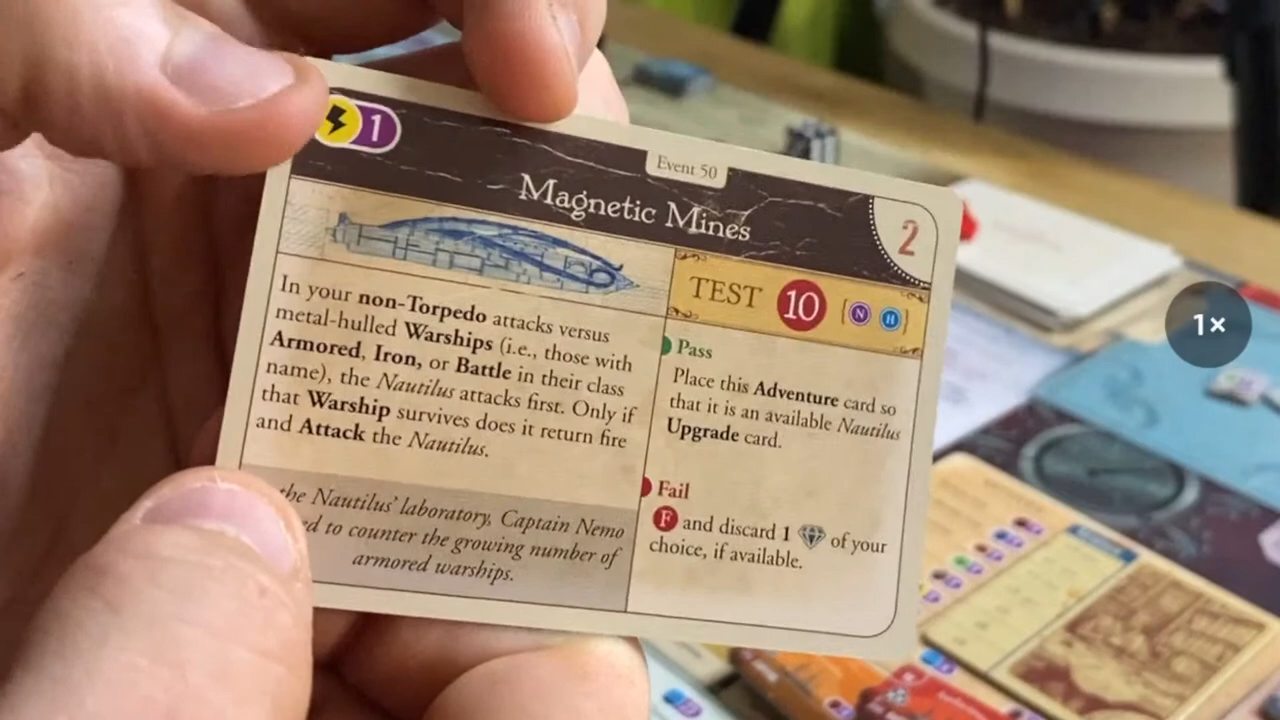 1
Event 50
Magnetic Mines
2
In your non-Torpedo attacks versus
metal-hulled Warships (i.e., those with
Armored, Iron, or Battle in their class
name), the Nautilus attacks first. Only if
that Warship survives does it return fire
and Attack the Nautilus.
the Nautilus' laboratory, Captain Nemo
to counter the growing number of
armored warships.
TEST 10 [N H]
Pass
Place this Adventure card so
that it is an available Nautilus
Upgrade card.
Fail
F and discard 1 of your
choice, if available.
1×